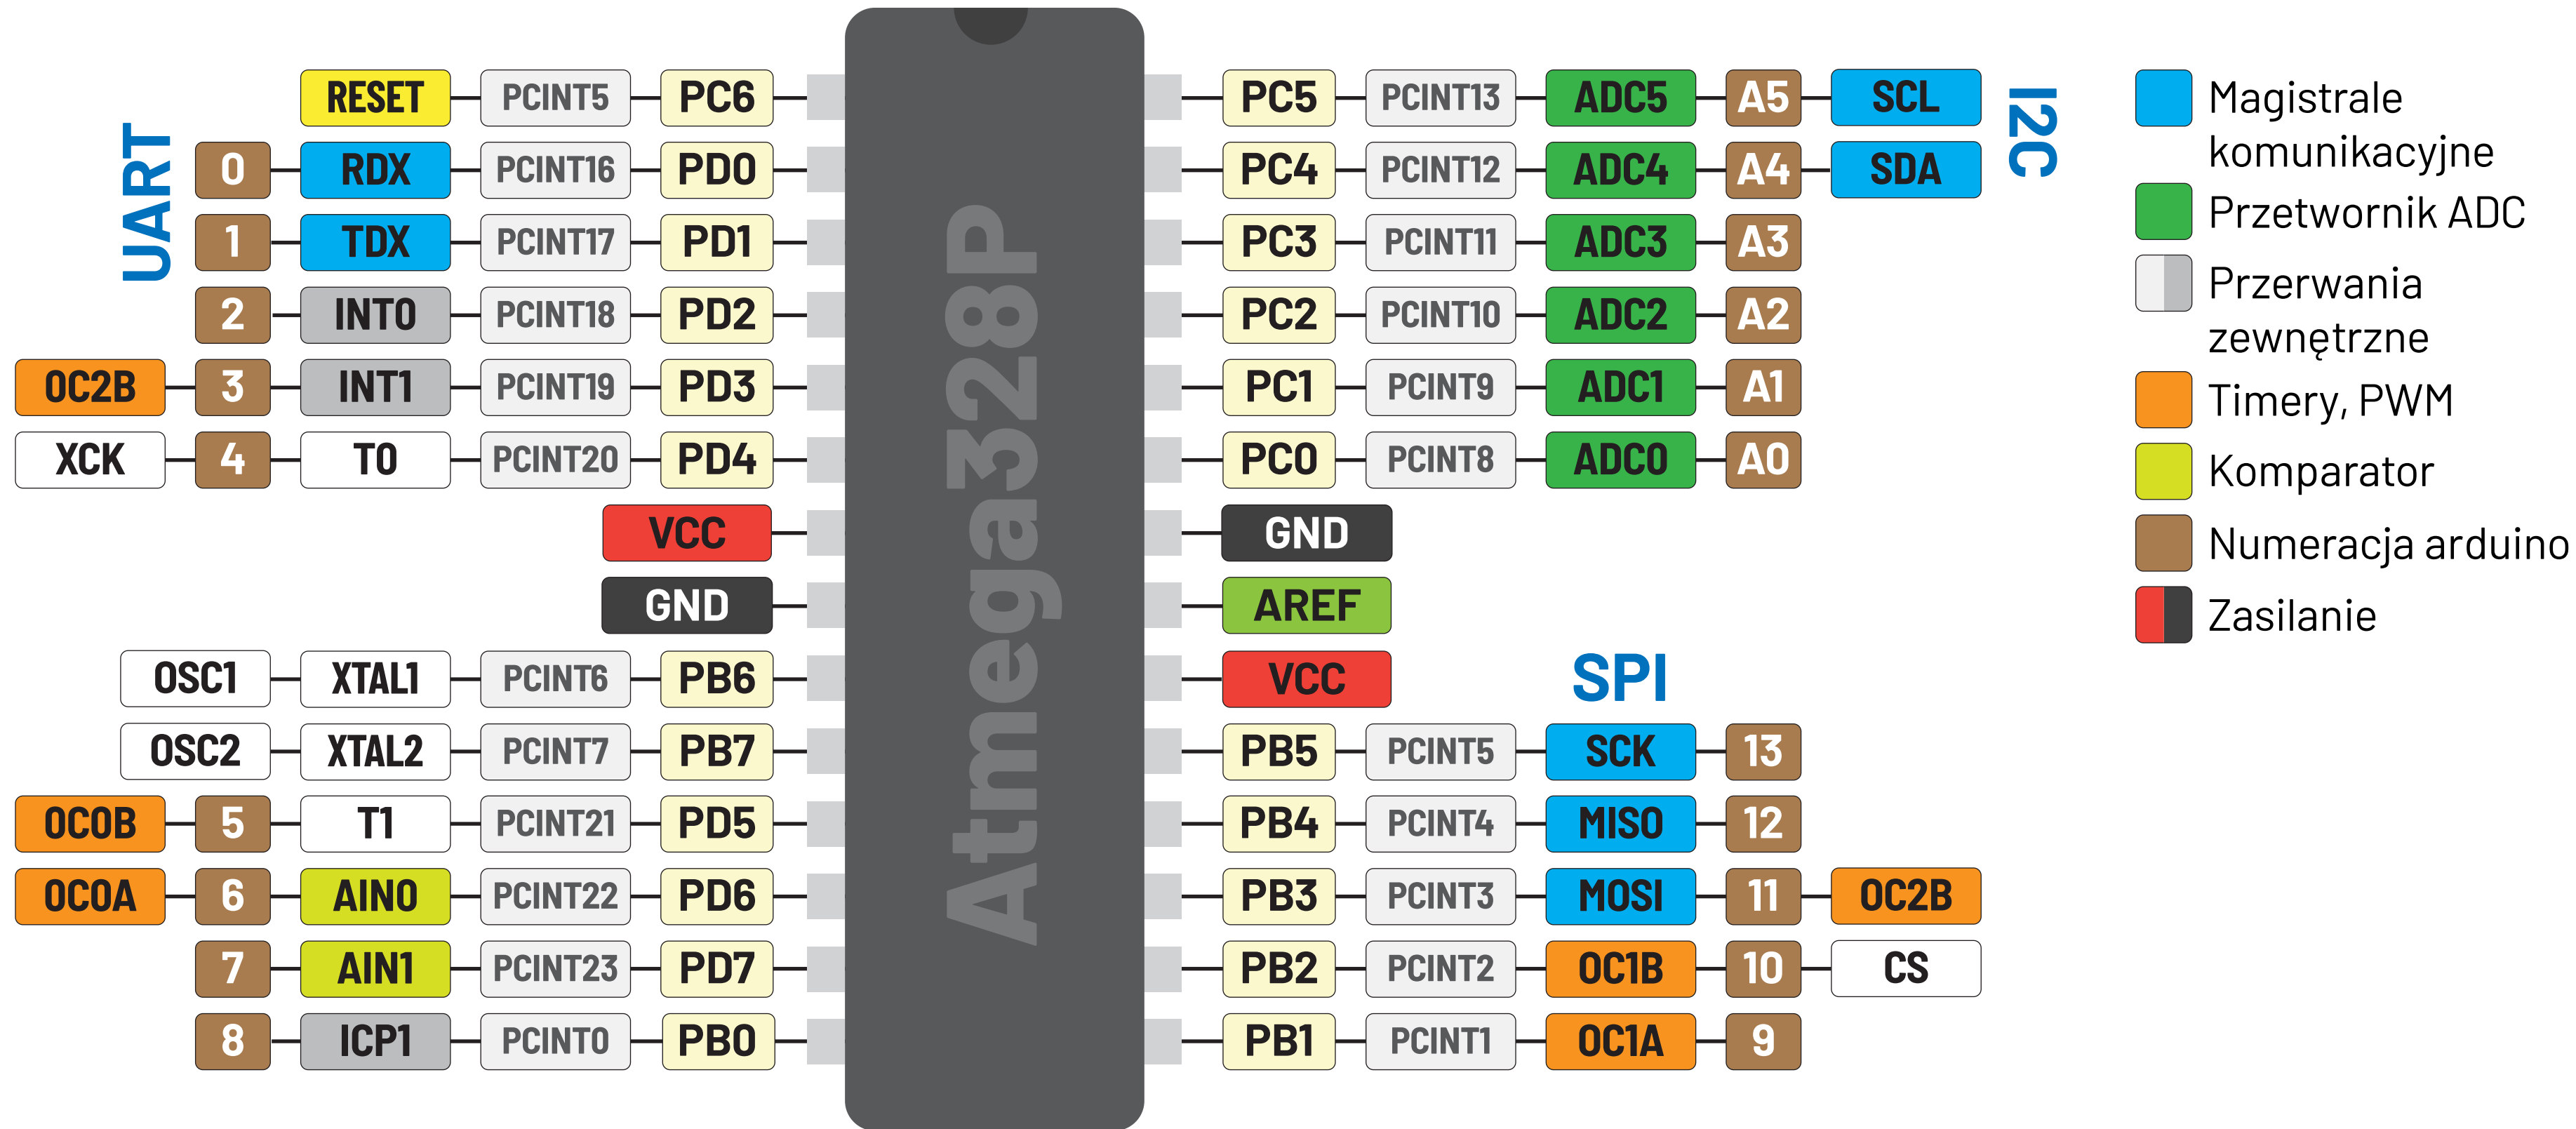 RESET PCINT5 PC6
UART
0 RDX PCINT16 PD0
1 TDX PCINT17 PD1
2 INT0 PCINT18 PD2
OC2B 3 INT1 PCINT19 PD3
XCK 4 T0 PCINT20 PD4
VCC
GND
OSC1 XTAL1 PCINT6 PB6
OSC2 XTAL2 PCINT7 PB7
OC0B 5 T1 PCINT21 PD5
OC0A 6 AIN0 PCINT22 PD6
7 AIN1 PCINT23 PD7
8 ICP1 PCINT0 PB0
Atmega328P
PC5 PCINT13 ADC5 A5 SCL
I2C
PC4 PCINT12 ADC4 A4 SDA
PC3 PCINT11 ADC3 A3
PC2 PCINT10 ADC2 A2
PC1 PCINT9 ADC1 A1
PC0 PCINT8 ADC0 A0
GND
AREF
VCC
SPI
PB5 PCINT5 SCK 13
PB4 PCINT4 MISO 12
PB3 PCINT3 MOSI 11 OC2B
PB2 PCINT2 OC1B 10 CS
PB1 PCINT1 OC1A 9
Magistrale
komunikacyjne
Przetwornik ADC
Przerwania
zewnętrzne
Timery, PWM
Komparator
Numeracja arduino
Zasilanie